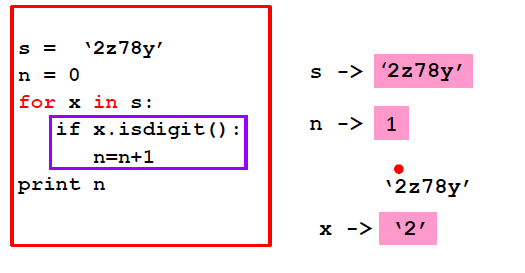 s =  ‘2z78y’
n = 0
for x in s:
    if x.isdigit():
        n=n+1
print n
s -> ‘2z78y’
n -> 1
‘2z78y’
x -> ‘2’